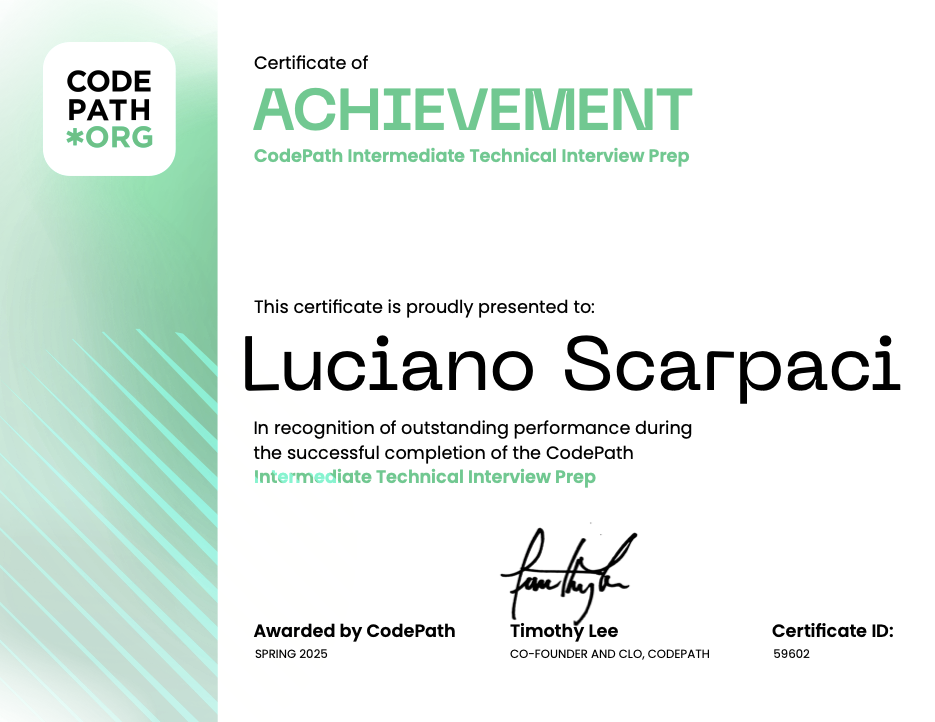 CODE
PATH
*ORG
Certificate of
ACHIEVEMENT
CodePath Intermediate Technical Interview Prep
This certificate is proudly presented to:
Luciano Scarpaci
In recognition of outstanding performance during
the successful completion of the CodePath
Intermediate Technical Interview Prep
Awarded by CodePath
SPRING 2025
Timothy Lee
CO-FOUNDER AND CLO, CODEPATH
Certificate ID:
59602